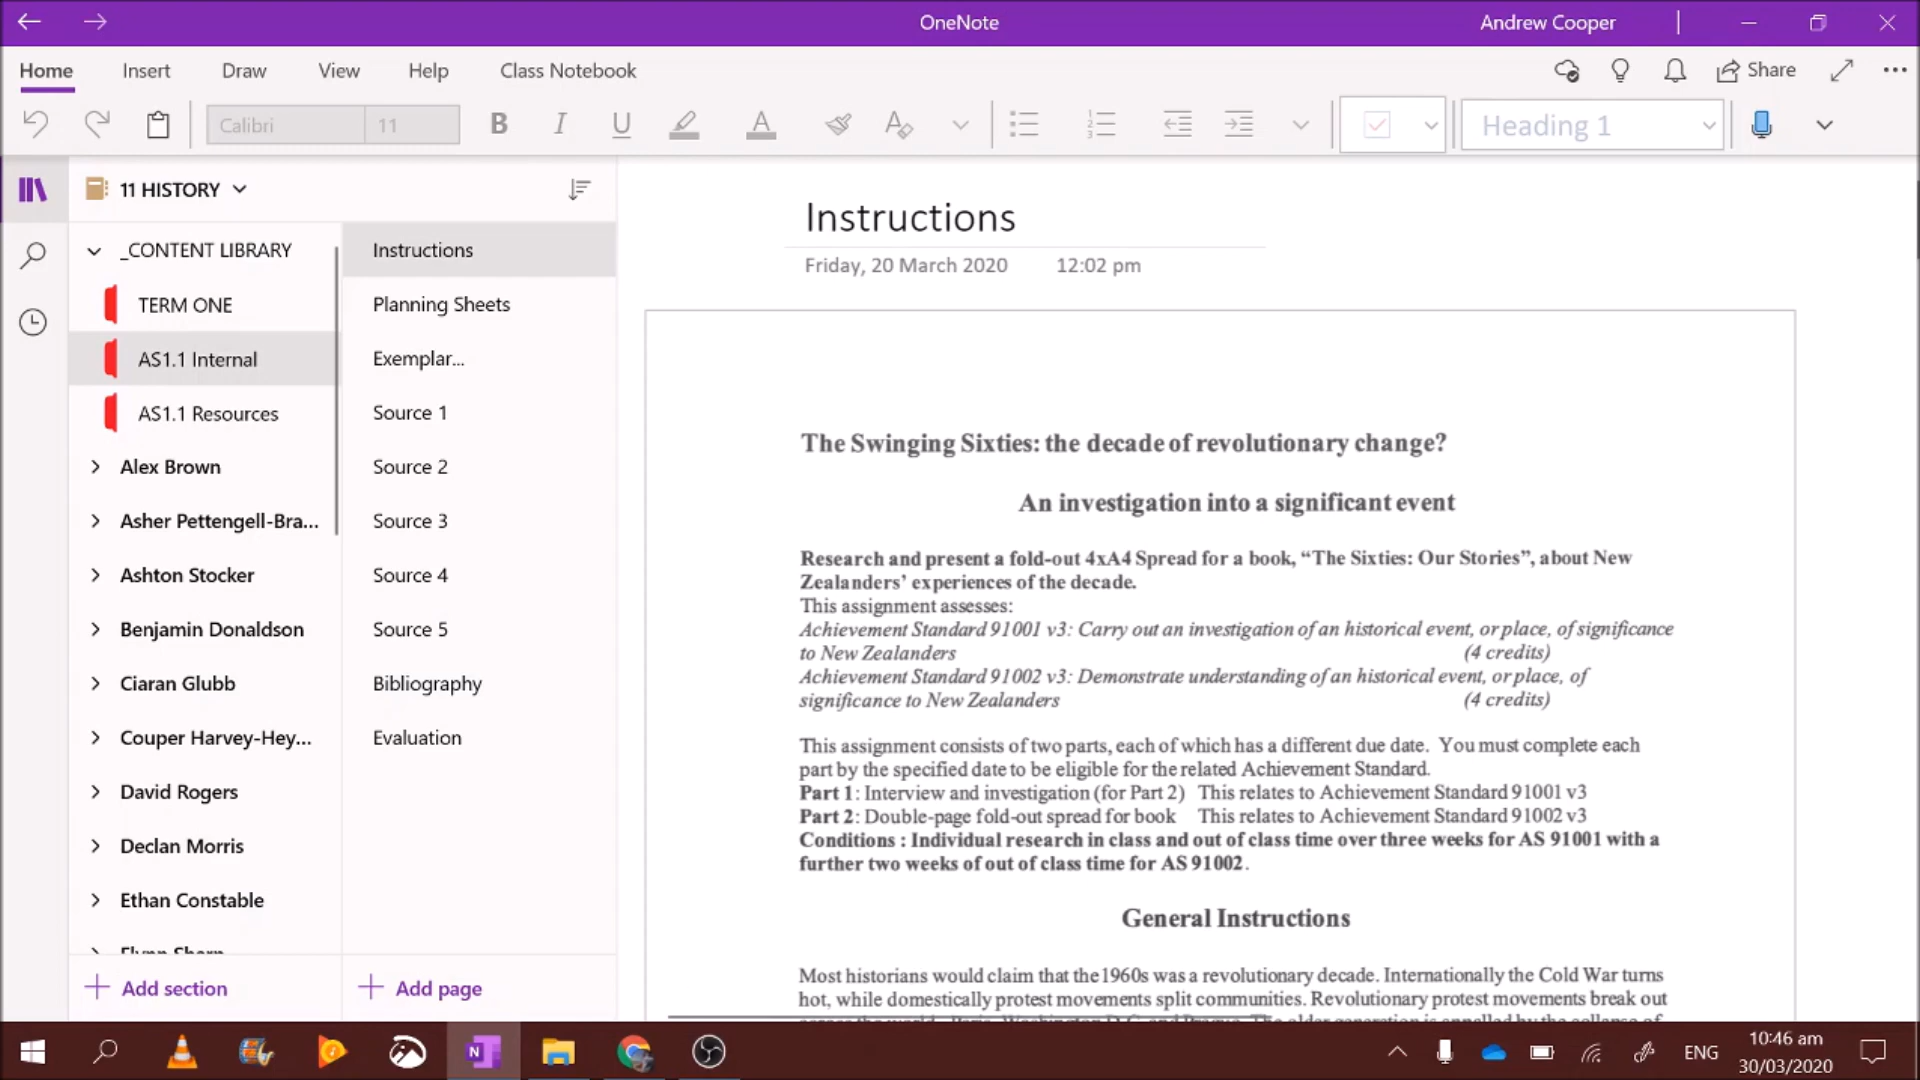 OneNote
Andrew Cooper
Home
Insert
Draw
View
Help
Class Notebook
Share
Calibri
11
B
I
U
A
A
Heading 1
11 HISTORY
_CONTENT LIBRARY
TERM ONE
AS1.1 Internal
AS1.1 Resources
Alex Brown
Asher Pettengell-Bra...
Ashton Stocker
Benjamin Donaldson
Ciaran Glubb
Couper Harvey-Hey...
David Rogers
Declan Morris
Ethan Constable
Add section
Instructions
Planning Sheets
Exemplar...
Source 1
Source 2
Source 3
Source 4
Source 5
Bibliography
Evaluation
Add page
Instructions
Friday, 20 March 2020 12:02 pm
The Swinging Sixties: the decade of revolutionary change?
An investigation into a significant event
Research and present a fold-out 4xA4 Spread for a book, “The Sixties: Our Stories”, about New
Zealanders’ experiences of the decade.
This assignment assesses:
Achievement Standard 91001 v3: Carry out an investigation of an historical event, or place, of significance
to New Zealanders (4 credits)
Achievement Standard 91002 v3: Demonstrate understanding of an historical event, or place, of
significance to New Zealanders (4 credits)
This assignment consists of two parts, each of which has a different due date. You must complete each
part by the specified date to be eligible for the related Achievement Standard.
Part 1: Interview and investigation (for Part 2) This relates to Achievement Standard 91001 v3
Part 2: Double-page fold-out spread for book This relates to Achievement Standard 91002 v3
Conditions : Individual research in class and out of class time over three weeks for AS 91001 with a
further two weeks of out of class time for AS 91002.
General Instructions
Most historians would claim that the 1960s was a revolutionary decade. Internationally the Cold War turns
hot, while domestically protest movements split communities. Revolutionary protest movements break out
N
ENG
10:46 am
30/03/2020